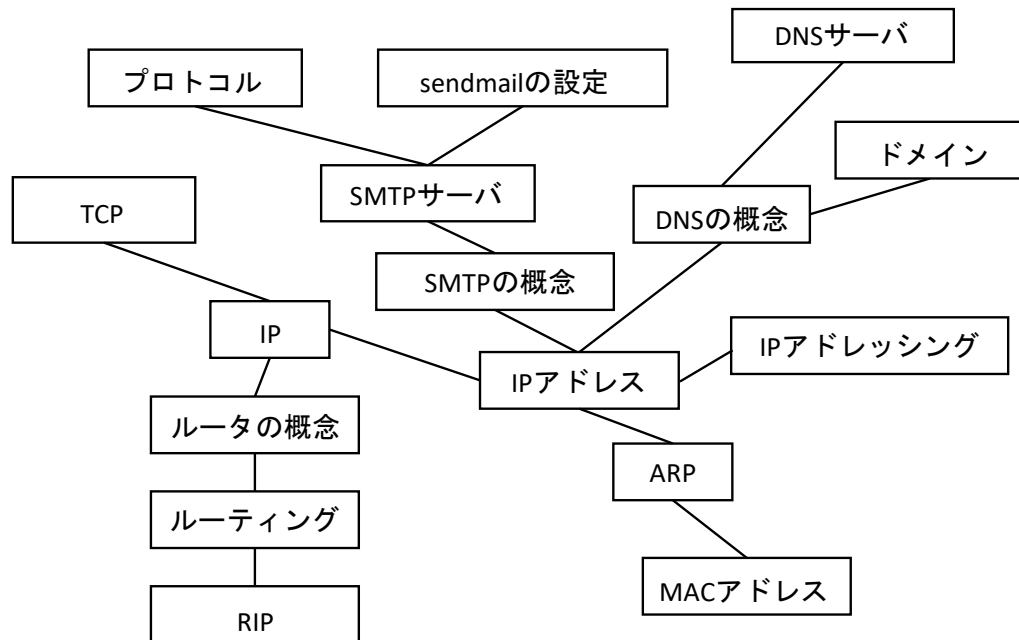 DNSサーバ
プロトコル
sendmailの設定
ドメイン
SMTPサーバ
TCP
DNSの概念
SMTPの概念
IP
IPアドレッシング
IPアドレス
ルータの概念
ARP
ルーティング
MACアドレス
RIP